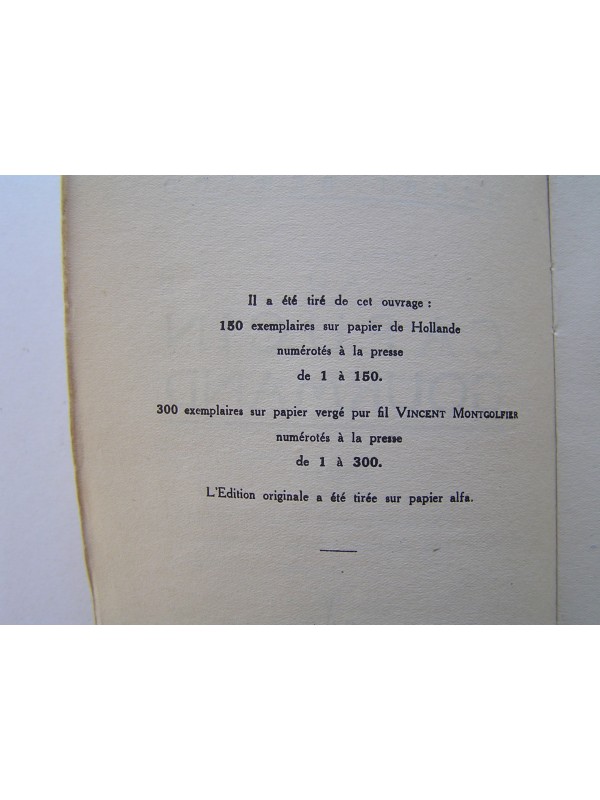 Il a été tiré de cet ouvrage :
150 exemplaires sur papier de Hollande
numérotés à la presse
de 1 à 150.
300 exemplaires sur papier vergé pur fil VINCENT MONTGOLFIER
numérotés à la presse
de 1 à 300.
L'Edition originale a été tirée sur papier alfa.